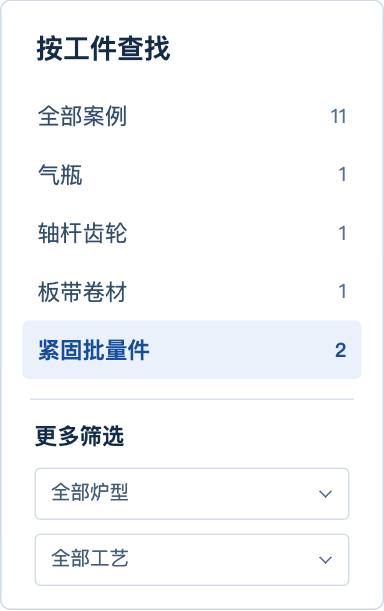 按工件查找
全部案例 11
气瓶 1
轴杆齿轮 1
板带卷材 1
紧固批量件 2
更多筛选
全部炉型
全部工艺